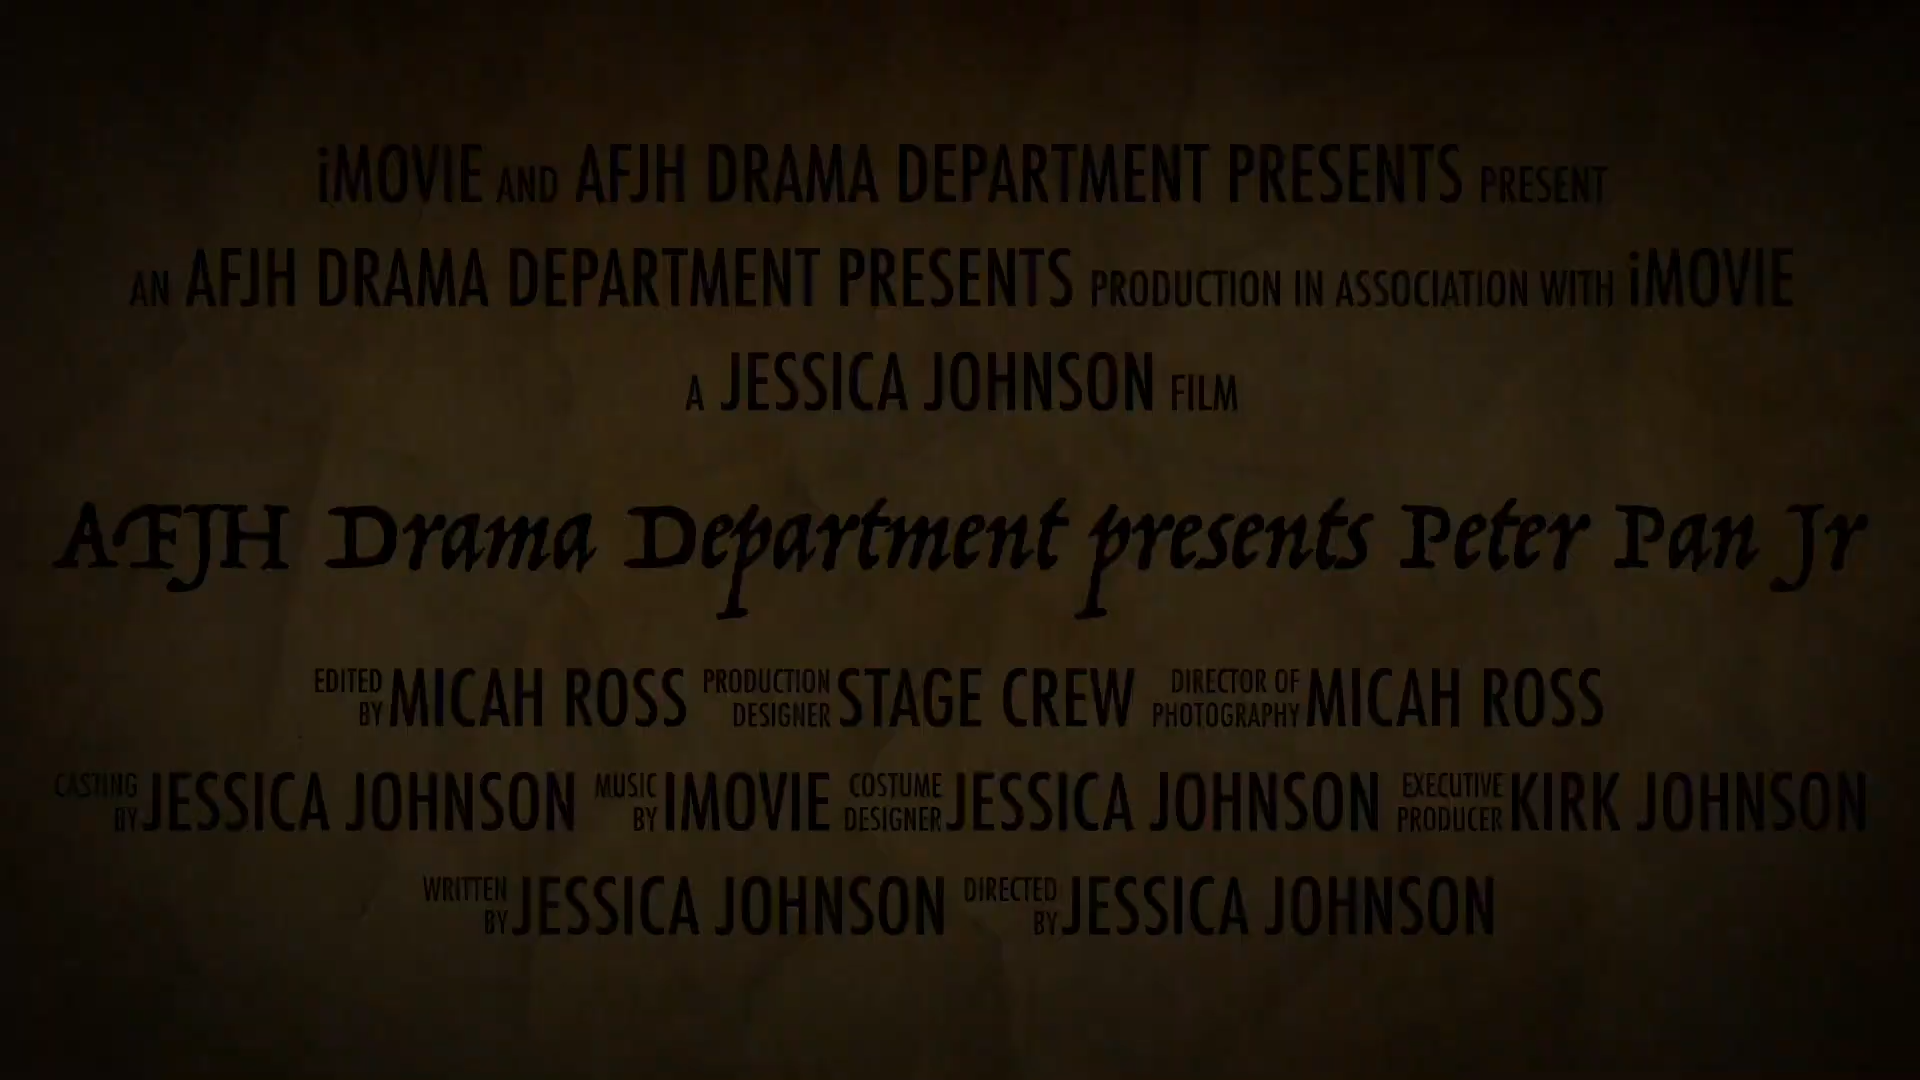 iMOVIE AND AFJH DRAMA DEPARTMENT PRESENTS PRESENT
AN AFJH DRAMA DEPARTMENT PRESENTS PRODUCTION IN ASSOCIATION WITH iMOVIE
A JESSICA JOHNSON FILM
AFJH Drama Department presents Peter Pan Jr
EDITED BY MICAH ROSS PRODUCTION DESIGNER STAGE CREW DIRECTOR OF PHOTOGRAPHY MICAH ROSS
CASTING BY JESSICA JOHNSON MUSIC BY IMOVIE COSTUME DESIGNER JESSICA JOHNSON EXECUTIVE PRODUCER KIRK JOHNSON
WRITTEN BY JESSICA JOHNSON DIRECTED BY JESSICA JOHNSON